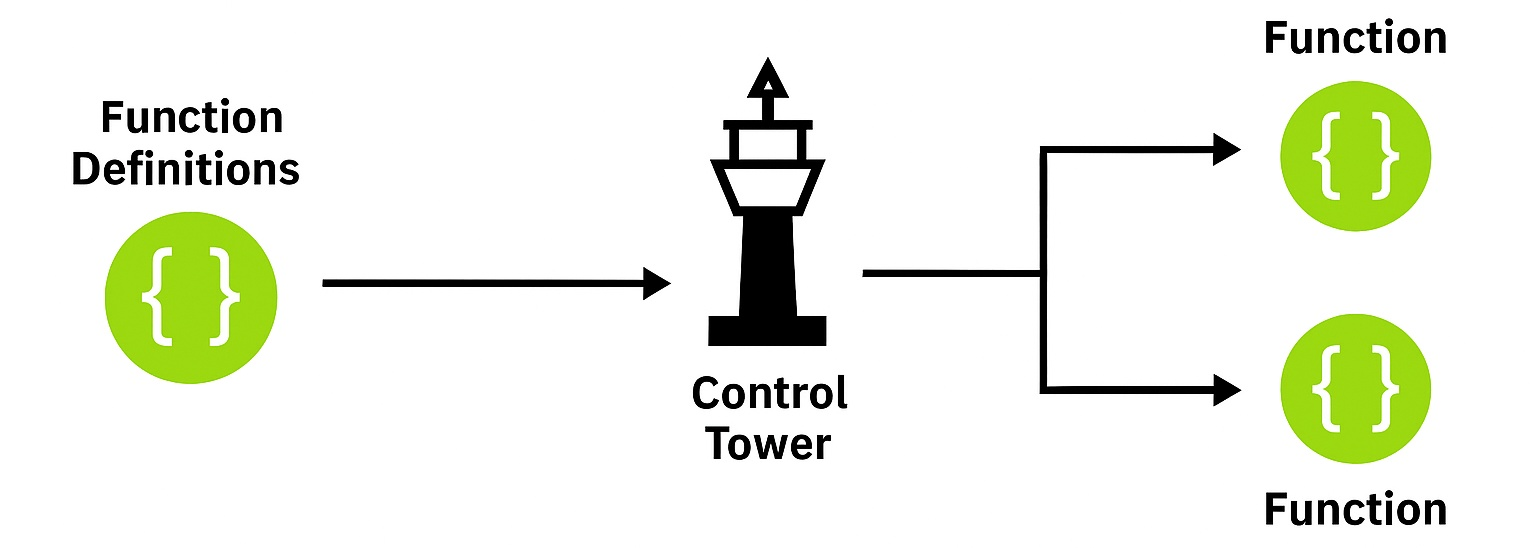 Function
Definitions
{ }
Control
Tower
Function
{ }
{ }
Function